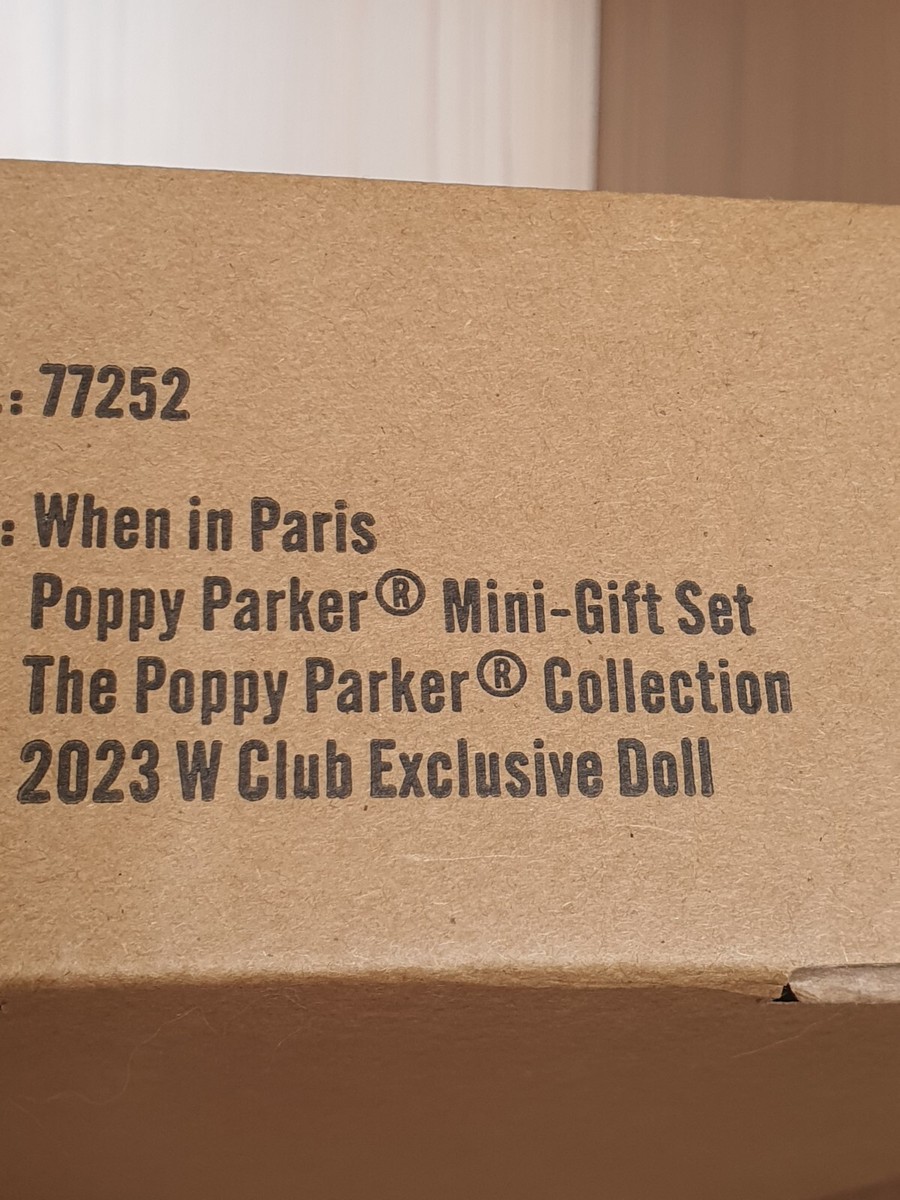 .: 77252
: When in Paris
Poppy Parker® Mini-Gift Set
The Poppy Parker® Collection
2023 W Club Exclusive Doll